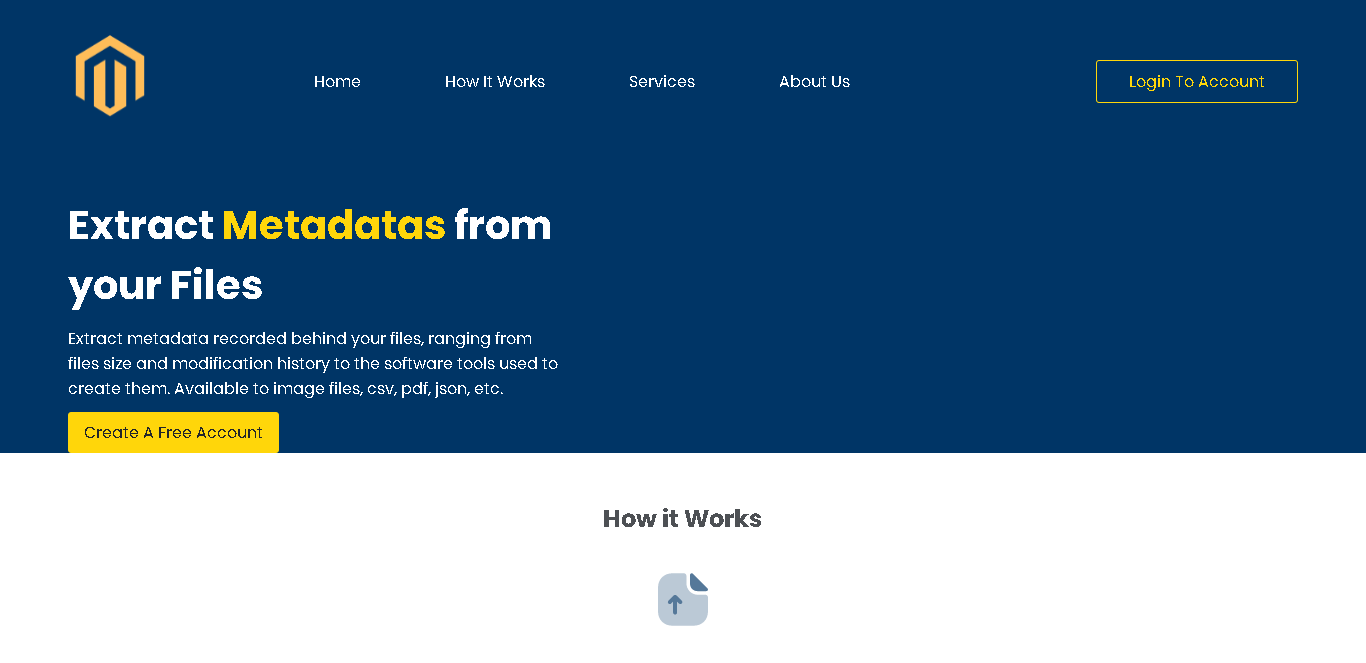 Home
How It Works
Services
About Us
Login To Account
Extract Metadatas from
your Files
Extract metadata recorded behind your files, ranging from
files size and modification history to the software tools used to
create them. Available to image files, csv, pdf, json, etc.
Create A Free Account
How it Works